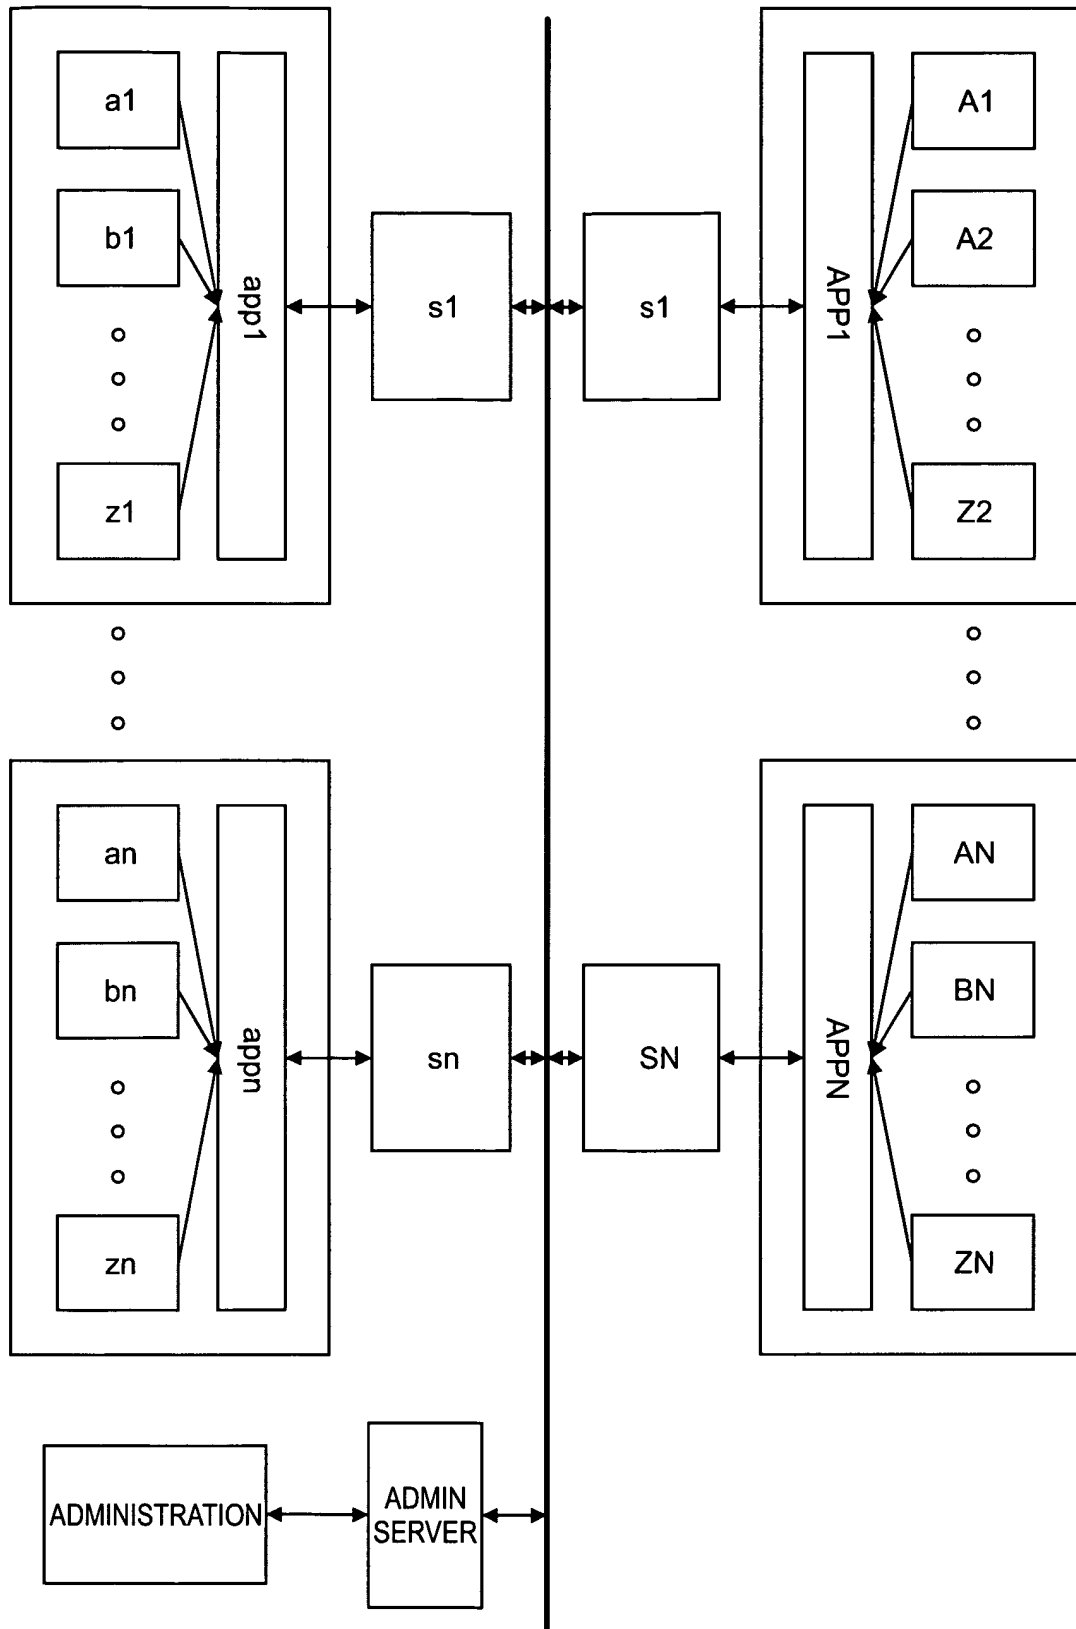 a1
b1
z1
app1
s1
s1
APP1
A1
A2
Z2
an
bn
zn
appn
sn
SN
APPN
AN
BN
ZN
ADMINISTRATION
ADMIN
SERVER